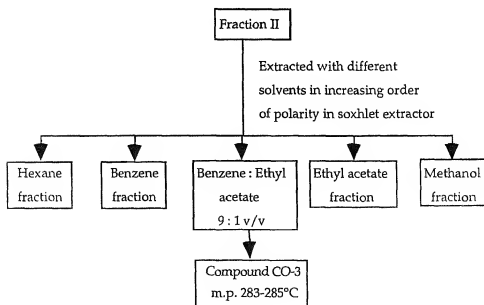 Fraction II
Extracted with different
solvents in increasing order
of polarity in soxhlet extractor
Hexane
fraction
Benzene
fraction
Benzene : Ethyl
acetate
9 : 1 v/v
Ethyl acetate
fraction
Methanol
fraction
Compound CO-3
m.p. 283-285°C